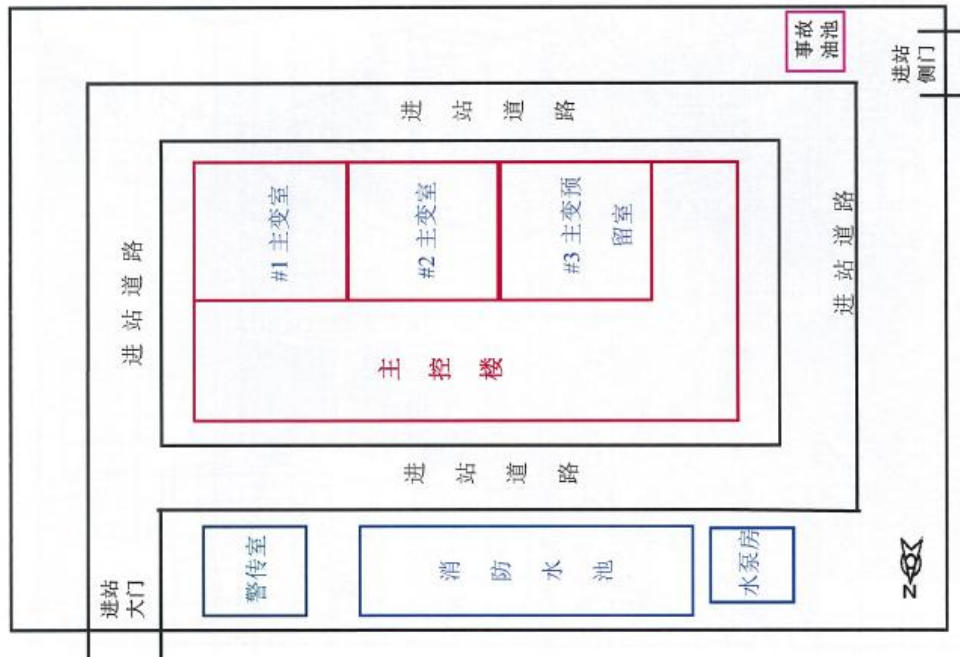 事故
油池
进站
侧门
进 站 道 路
#1 主变室
#2 主变室
#3 主变预
留室
进 站 道 路
进 站 道 路
主 控 楼
进 站 道 路
进站
大门
警传室
消 防 水 池
水泵房
N